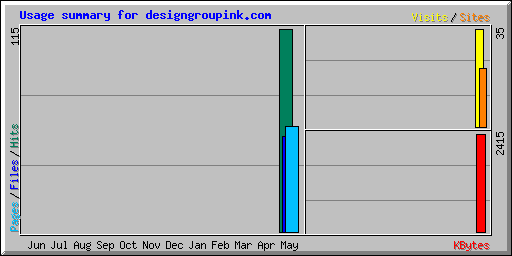 Usage summary for designgroupink.com
Visits / Sites
115
35
Pages / Files / Hits
2415
Jun Jul Aug Sep Oct Nov Dec Jan Feb Mar Apr May
KBytes